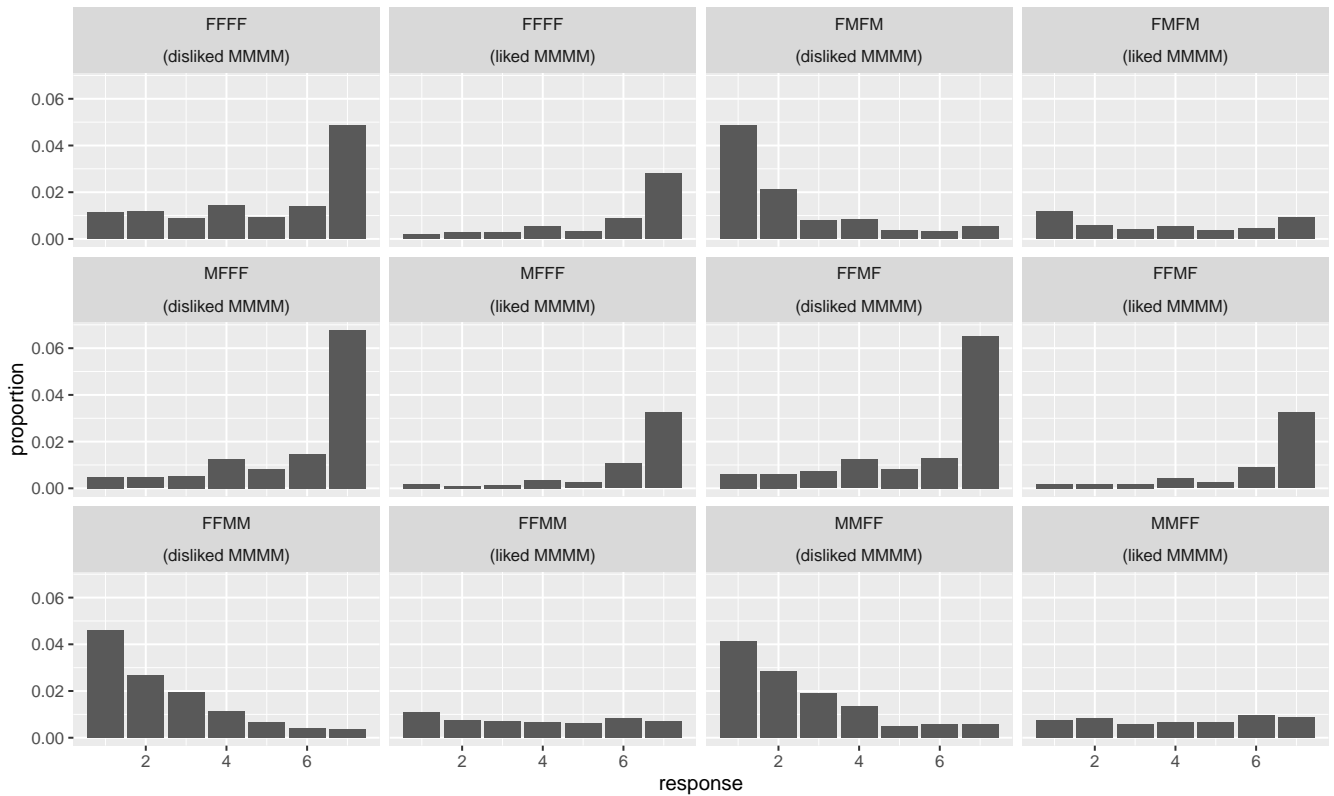 FFFF
(disliked MMMM)
FFFF
(liked MMMM)
FMFM
(disliked MMMM)
FMFM
(liked MMMM)
0.06
0.04
0.02
0.00
MFFF
(disliked MMMM)
MFFF
(liked MMMM)
FFMF
(disliked MMMM)
FFMF
(liked MMMM)
0.06
0.04
0.02
0.00
proportion
FFMM
(disliked MMMM)
FFMM
(liked MMMM)
MMFF
(disliked MMMM)
MMFF
(liked MMMM)
0.06
0.04
0.02
0.00
2 4 6 2 4 6 2 4 6 2 4 6
response